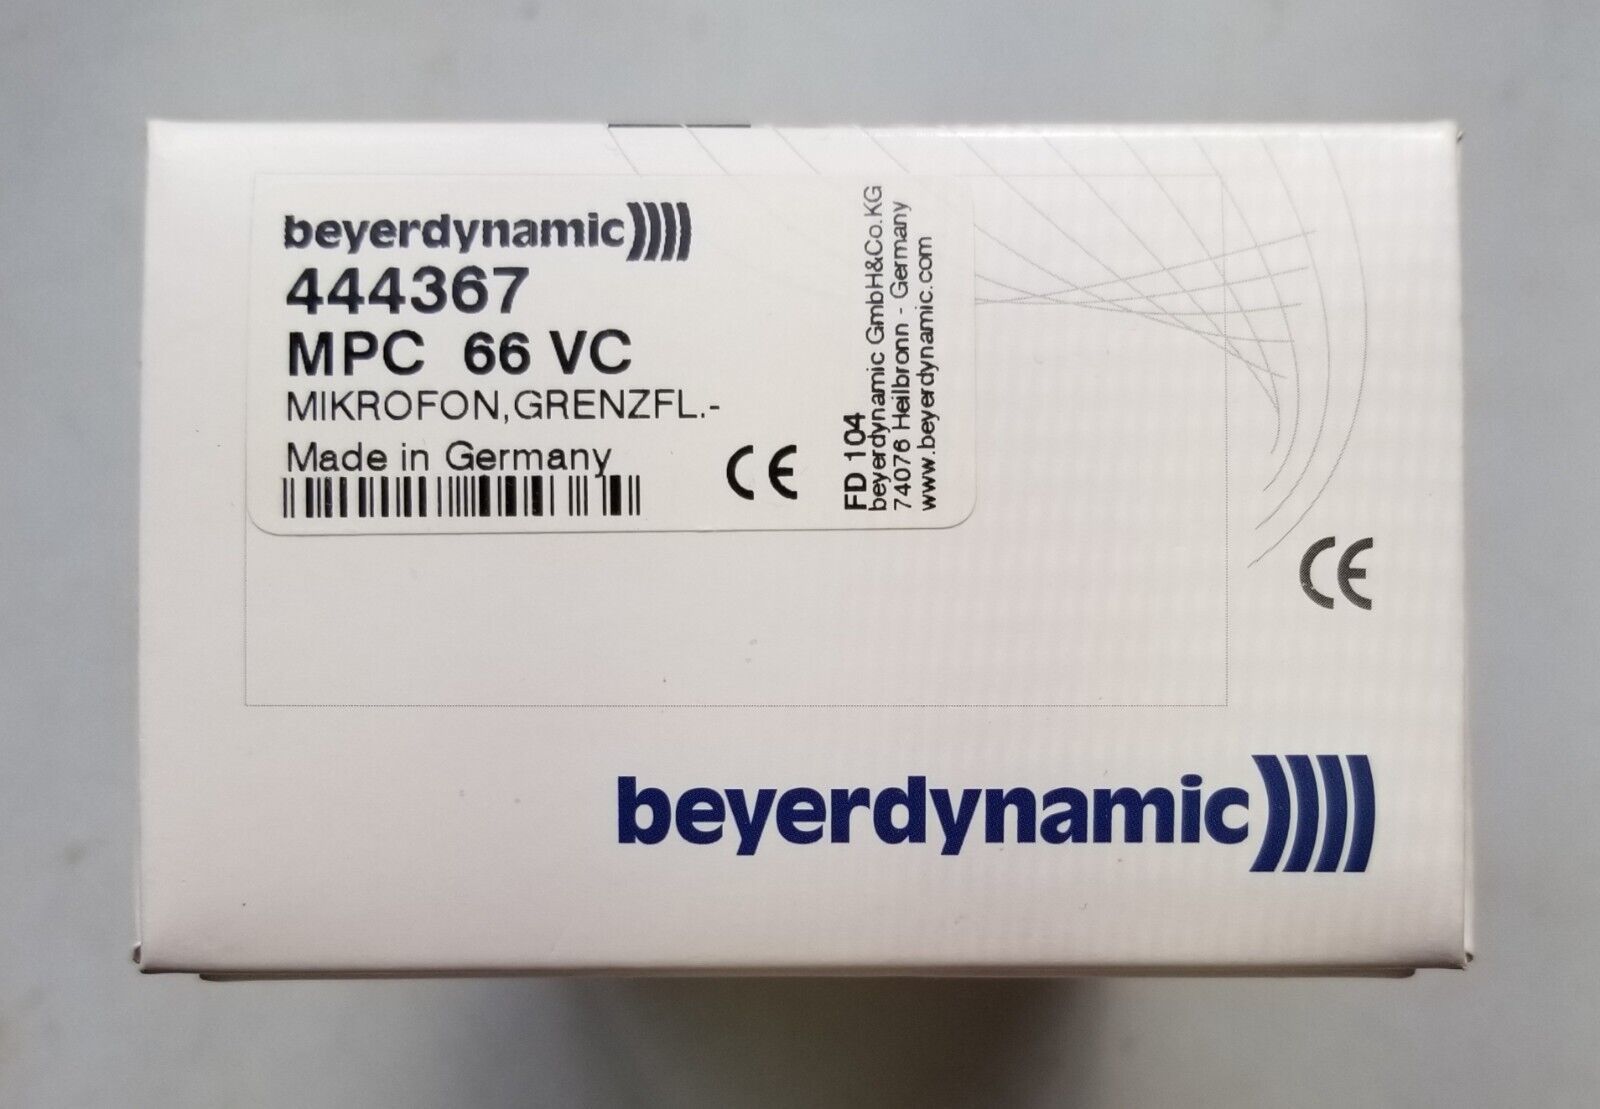 beyerdynamic
444367
MPC 66 VC
MIKROFON,GRENZFL.-
Made in Germany
CE
FD 104
beyerdynamic GmbH&Co.KG
74076 Heilbronn - Germany
www.beyerdynamic.com
CE
beyerdynamic